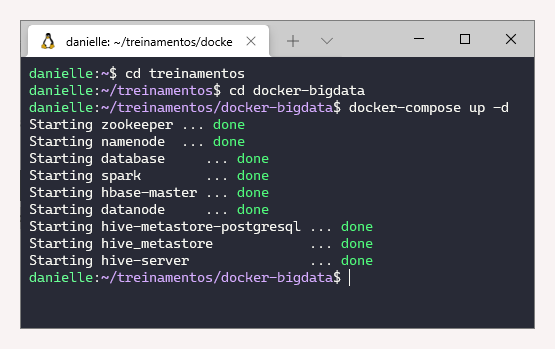 danielle: ~/treinamentos/docke
danielle:~$ cd treinamentos
danielle:~/treinamentos$ cd docker-bigdata
danielle:~/treinamentos/docker-bigdata$ docker-compose up -d
Starting zookeeper ... done
Starting namenode  ... done
Starting database     ... done
Starting spark        ... done
Starting hbase-master ... done
Starting datanode     ... done
Starting hive-metastore-postgresql ... done
Starting hive_metastore            ... done
Starting hive-server               ... done
danielle:~/treinamentos/docker-bigdata$